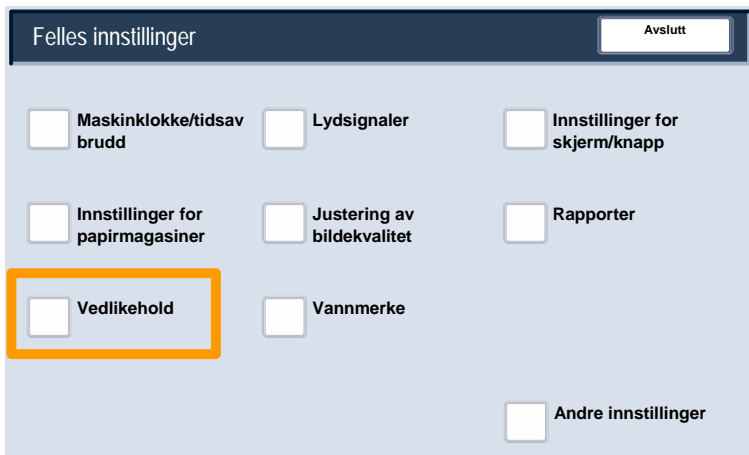 Felles innstillinger
Avslutt
Maskinklokke/tidsav
brudd
Lydsignaler
Innstillinger for
skjerm/knapp
Innstillinger for
papirmagasiner
Justering av
bildekvalitet
Rapporter
Vedlikehold
Vannmerke
Andre innstillinger